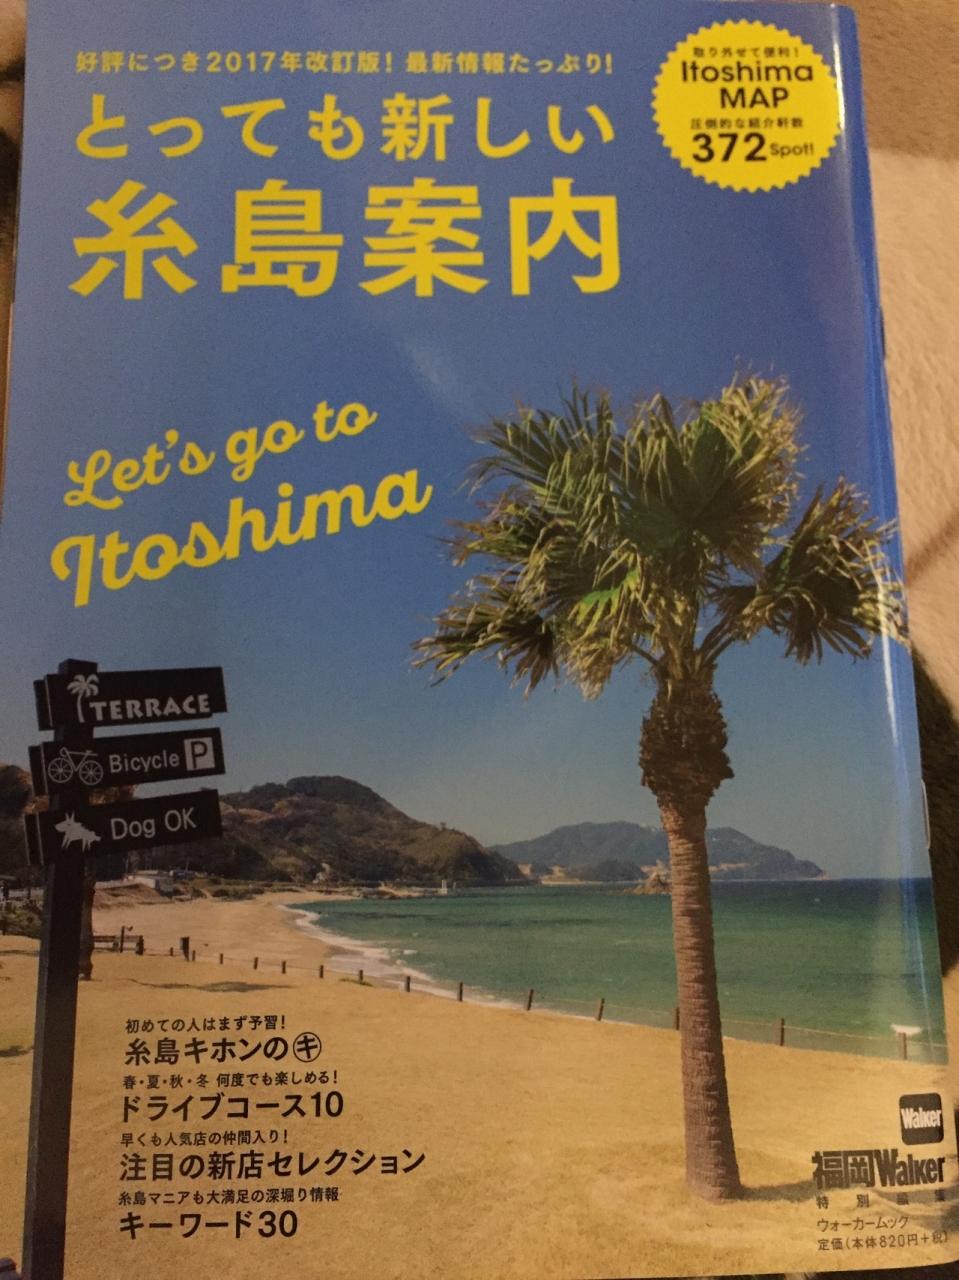 好評につき2017年改訂版！ 最新情報たっぷり！
とっても新しい
糸島案内
取り外せて便利！
Itoshima
MAP
圧倒的な紹介軒数
372 Spot!
Let's go to
Itoshima
TERRACE
Bicycle P
Dog OK
初めての人はまず予習！
糸島キホンの㋖
春・夏・秋・冬 何度でも楽しめる！
ドライブコース10
早くも人気店の仲間入り！
注目の新店セレクション
糸島マニアも大満足の深堀り情報
キーワード30
Walker
福岡Walker
特別編集
ウォーカームック
定価（本体820円＋税）